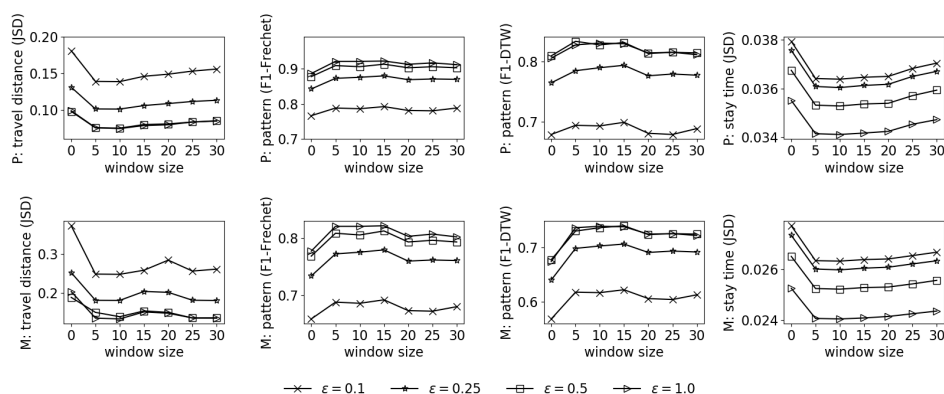 P: travel distance (JSD)
0.20
0.15
0.10
0 5 10 15 20 25 30
window size
P: pattern (F1-Frechet)
0.9
0.8
0.7
0 5 10 15 20 25 30
window size
P: pattern (F1-DTW)
0.8
0.7
0 5 10 15 20 25 30
window size
P: stay time (JSD)
0.038
0.036
0.034
0 5 10 15 20 25 30
window size
M: travel distance (JSD)
0.3
0.2
0 5 10 15 20 25 30
window size
M: pattern (F1-Frechet)
0.8
0.7
0 5 10 15 20 25 30
window size
M: pattern (F1-DTW)
0.7
0.6
0 5 10 15 20 25 30
window size
M: stay time (JSD)
0.026
0.024
0 5 10 15 20 25 30
window size
ε = 0.1 ε = 0.25 ε = 0.5 ε = 1.0